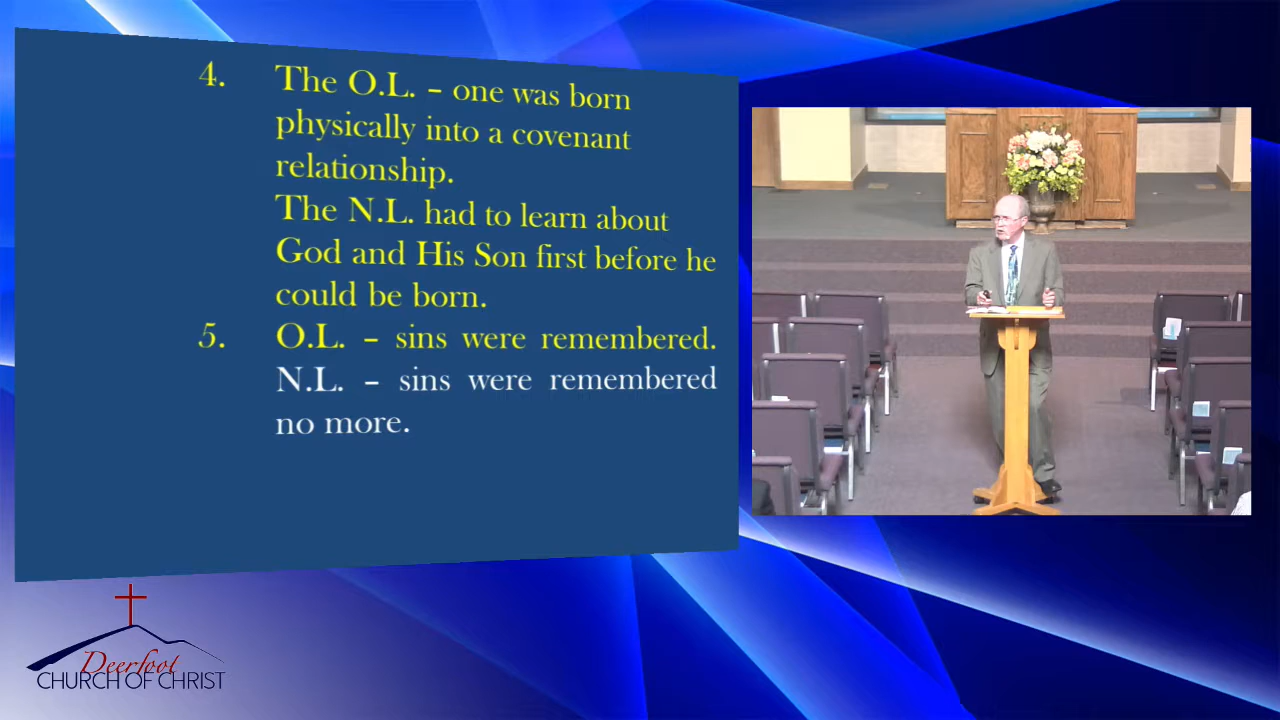 4. The O.L. – one was born
physically into a covenant
relationship.
The N.L. had to learn about
God and His Son first before he
could be born.
5. O.L. – sins were remembered.
N.L. – sins were remembered
no more.
Deerfoot
CHURCH OF CHRIST